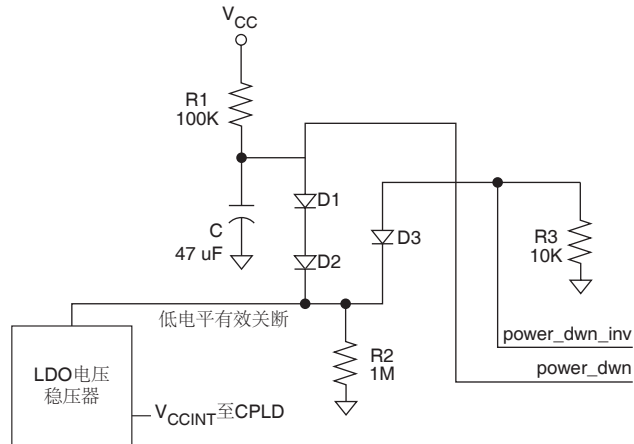 VCC
R1
100K
D1
C
47 uF
D2
D3
R3
10K
低电平有效关断
power_dwn_inv
R2
1M
power_dwn
LDO电压
稳压器
VCCINT至CPLD